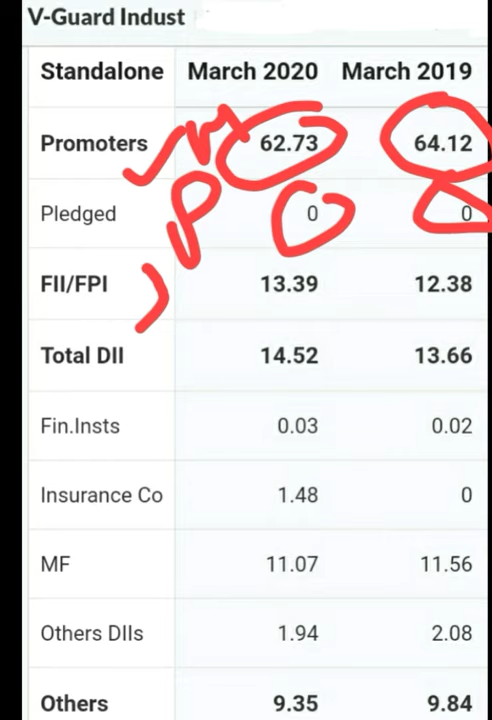 V-Guard Indust
Standalone March 2020 March 2019
Promoters 62.73 64.12
Pledged 0 0
FII/FPI 13.39 12.38
Total DII 14.52 13.66
Fin.Insts 0.03 0.02
Insurance Co 1.48 0
MF 11.07 11.56
Others DIIs 1.94 2.08
Others 9.35 9.84